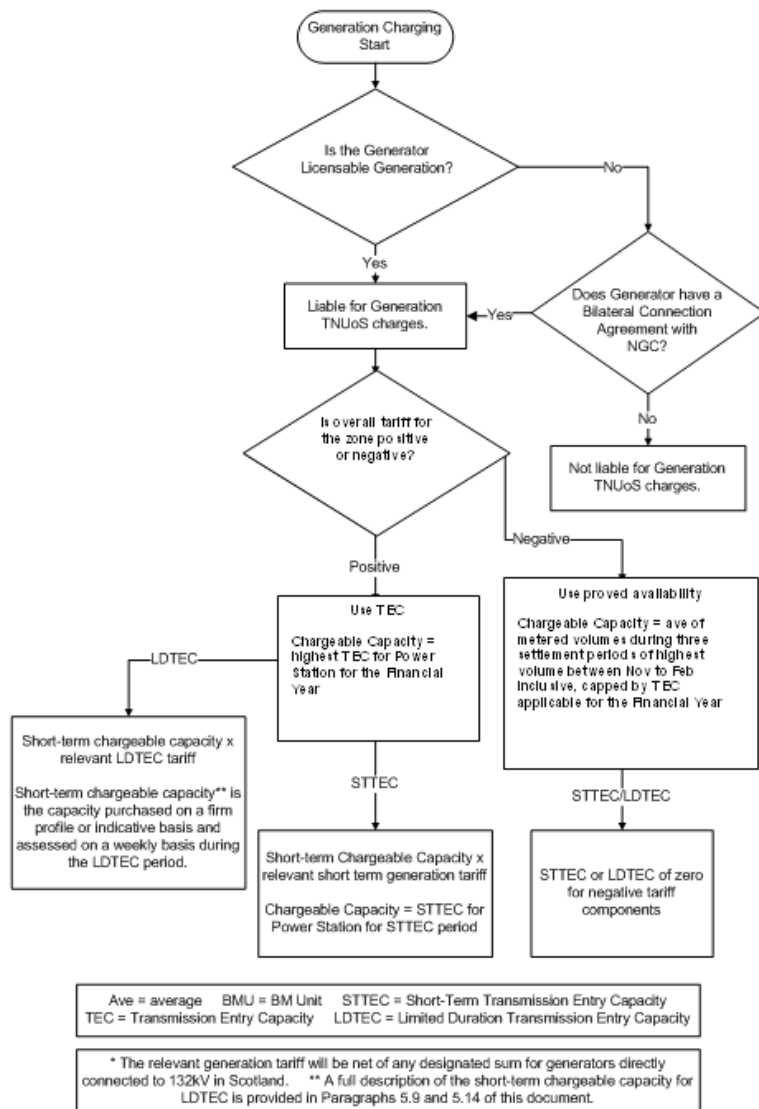 Generation Charging
Start
Is the Generator
Licensable Generation?
No
Yes
Does Generator have a
Bilateral Connection
Agreement with
NGC?
Liable for Generation
TNUoS charges.
Yes
Is overall tariff for
the zone positive
or negative?
No
Not liable for Generation
TNUoS charges.
Negative
Positive
Use TEC
Chargeable Capacity =
highest TEC for Power
Station for the Financial
Year
Use proved availability
Chargeable Capacity = ave of
metered volumes during three
settlement periods of highest
volume between Nov to Feb
inclusive, capped by TEC
applicable for the Financial Year
LDTEC
Short-term chargeable capacity x
relevant LDTEC tariff
Short-term chargeable capacity** is
the capacity purchased on a firm
profile or indicative basis and
assessed on a weekly basis during
the LDTEC period.
STTEC
STTEC/LDTEC
Short-term Chargeable Capacity x
relevant short term generation tariff
Chargeable Capacity = STTEC for
Power Station for STTEC period
STTEC or LDTEC of zero
for negative tariff
components
Ave = average BMU = BM Unit STTEC = Short-Term Transmission Entry Capacity
TEC = Transmission Entry Capacity LDTEC = Limited Duration Transmission Entry Capacity
* The relevant generation tariff will be net of any designated sum for generators directly
connected to 132kV in Scotland. ** A full description of the short-term chargeable capacity for
LDTEC is provided in Paragraphs 5.9 and 5.14 of this document.